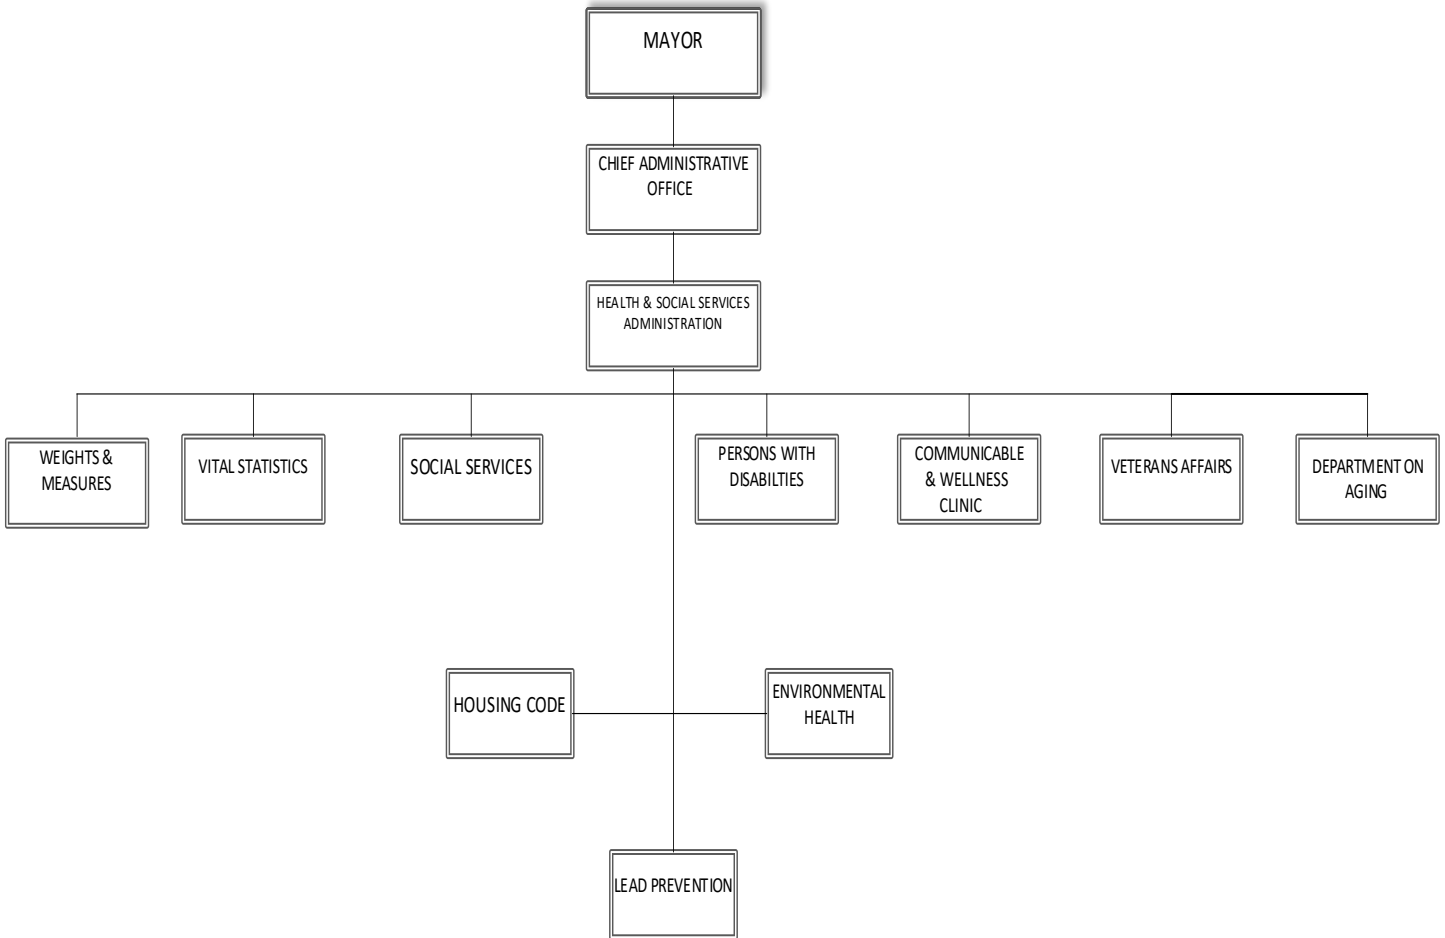 MAYOR
CHIEF ADMINISTRATIVE
OFFICE
HEALTH & SOCIAL SERVICES
ADMINISTRATION
WEIGHTS &
MEASURES
VITAL STATISTICS
SOCIAL SERVICES
PERSONS WITH
DISABILTIES
COMMUNICABLE
& WELLNESS
CLINIC
VETERANS AFFAIRS
DEPARTMENT ON
AGING
HOUSING CODE
ENVIRONMENTAL
HEALTH
LEAD PREVENTION